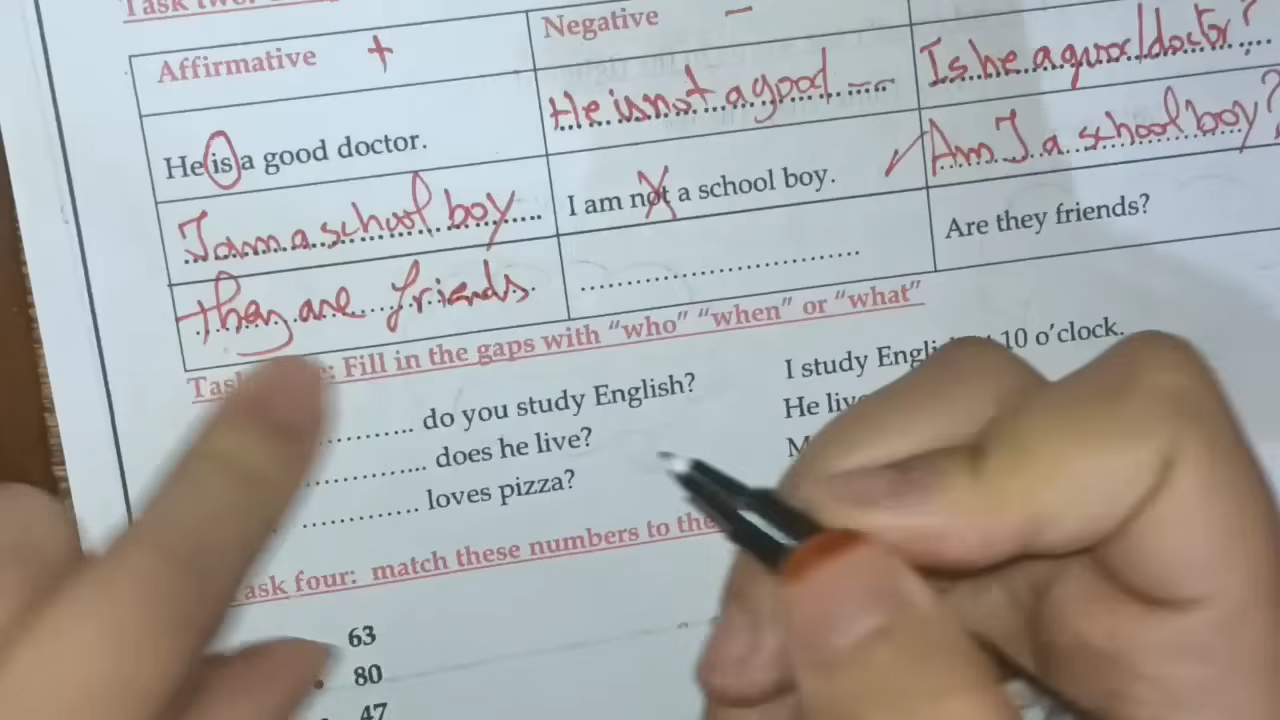 Task two:
Affirmative +
Negative –
He is a good doctor.
He is not a good
Is he a good doctor?
I am a school boy
I am not a school boy.
Am I a school boy?
they are friends.
Are they friends?
Fill in the gaps with “who” “when” or “what”
............ do you study English?
I study 10 o’clock.
............ does he live?
He
............ loves pizza?
ask four: match these numbers to the
63
80
47